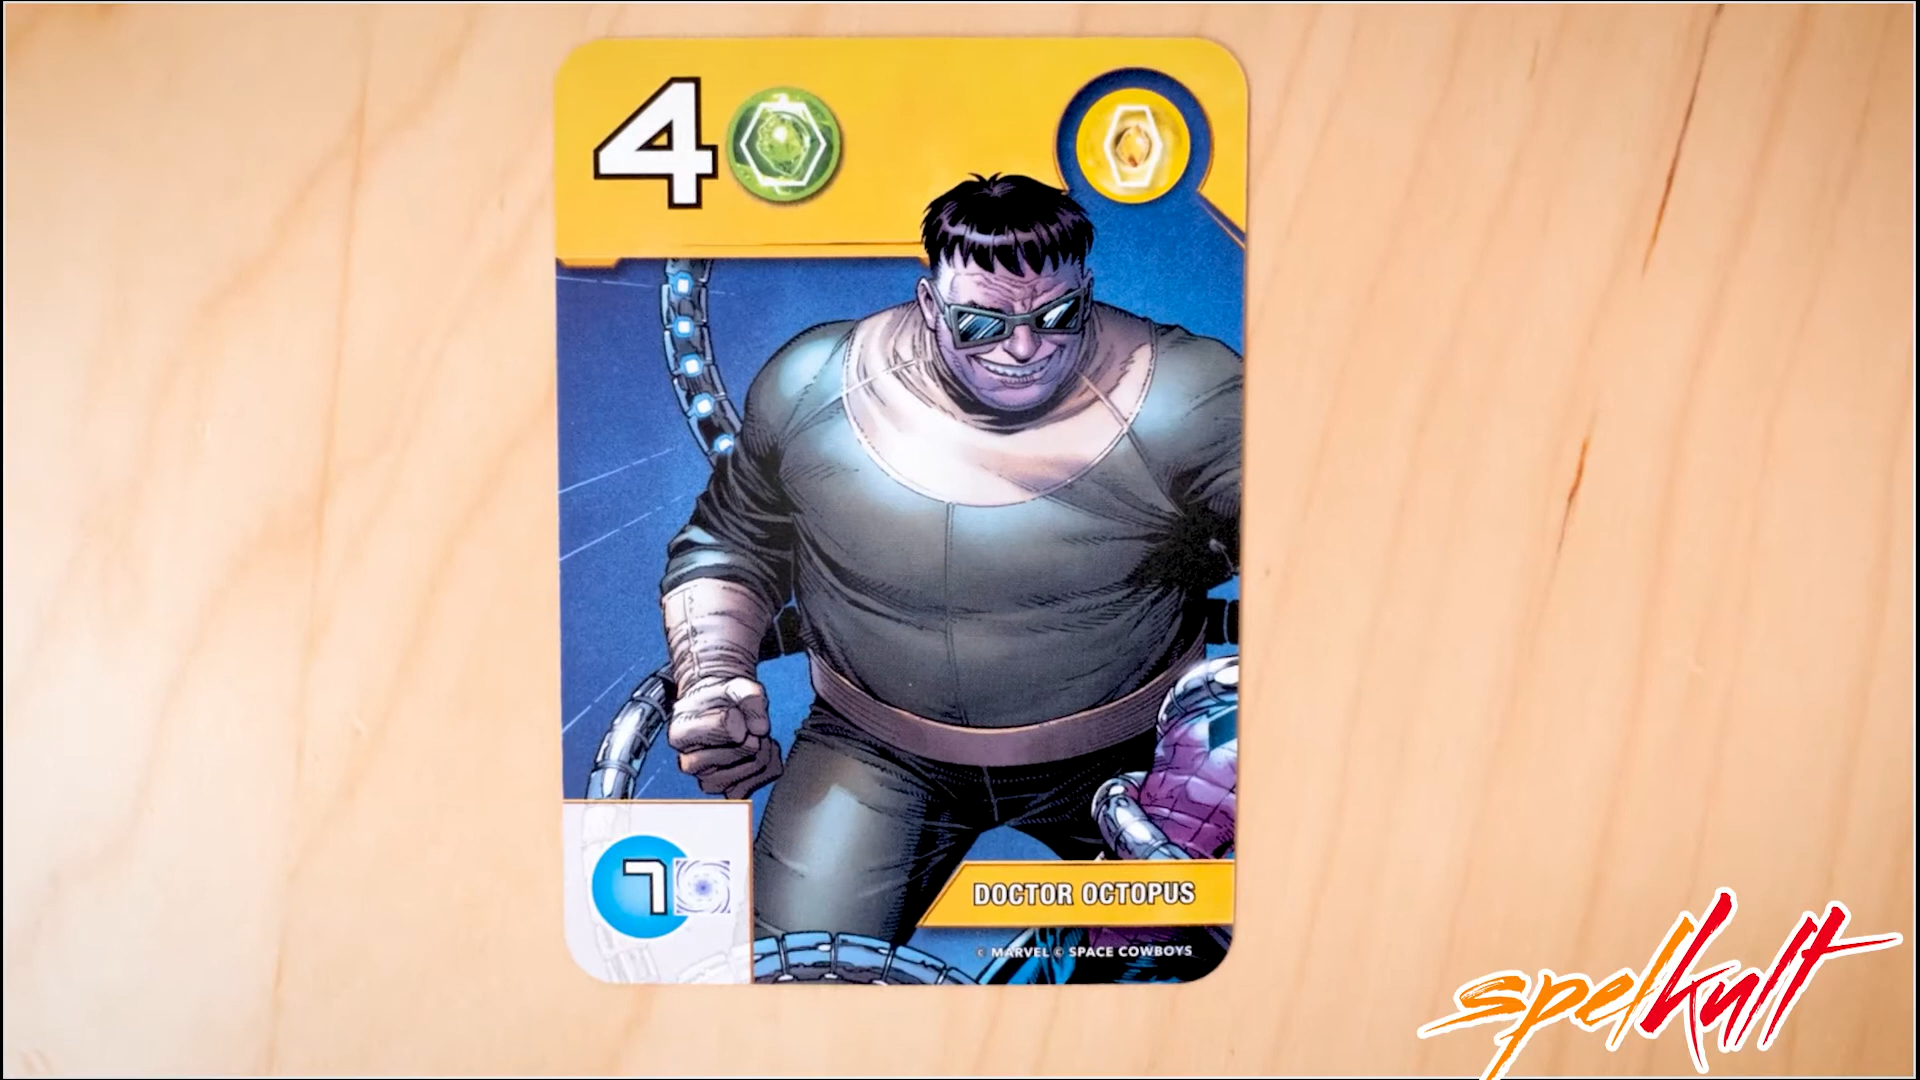 4
7
DOCTOR OCTOPUS
© MARVEL © SPACE COWBOYS
spelkult